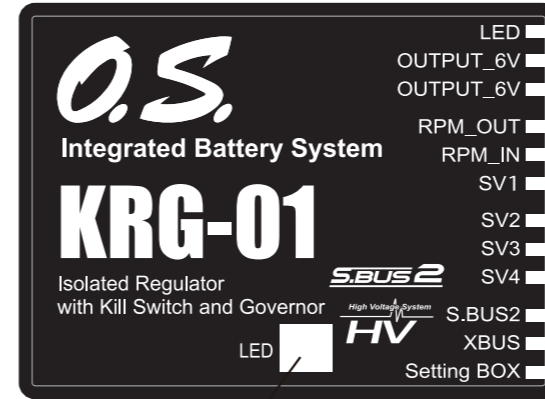 O.S.
Integrated Battery System
KRG-01
Isolated Regulator
with Kill Switch and Governor
LED
S.BUS2
High Voltage System
HV
LED
OUTPUT_6V
OUTPUT_6V
RPM_OUT
RPM_IN
SV1
SV2
SV3
SV4
S.BUS2
XBUS
Setting BOX